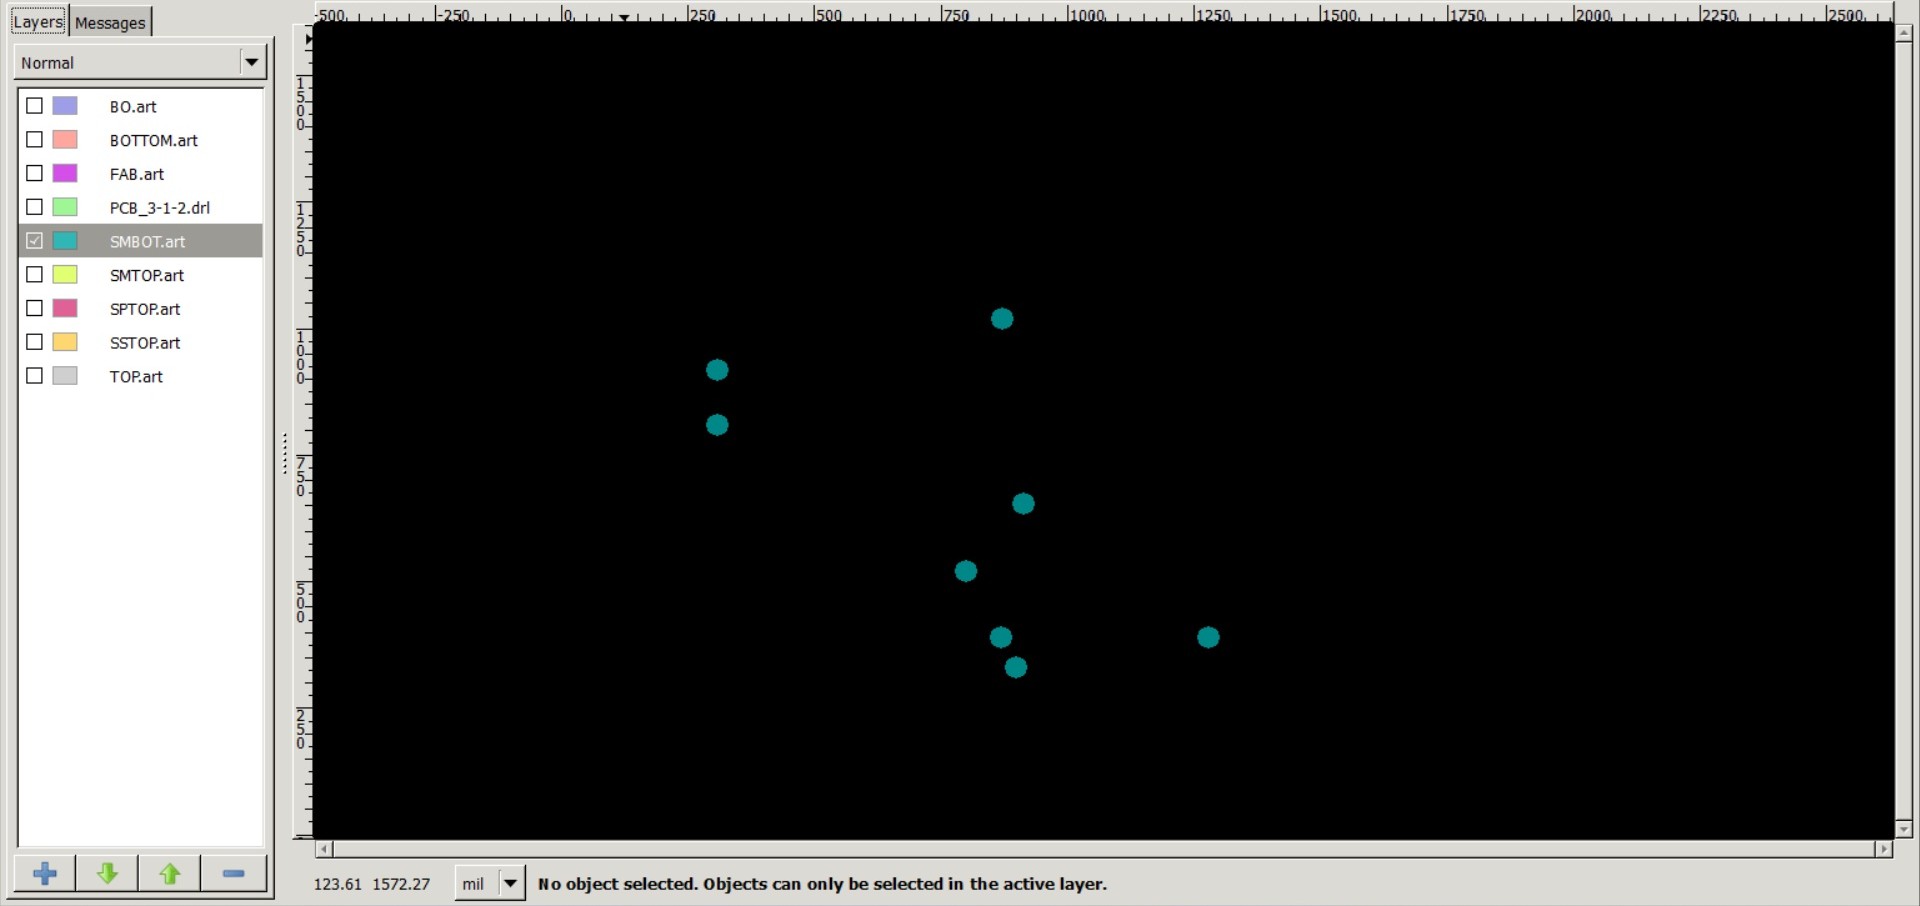 Layers Messages
-500 -250 0 250 500 750 1000 1250 1500 1750 2000 2250 2500
Normal
BO.art
BOTTOM.art
FAB.art
PCB_3-1-2.drl
SMBOT.art
SMTOP.art
SPTOP.art
SSTOP.art
TOP.art
1500
1250
1000
750
500
250
123.61 1572.27 mil No object selected. Objects can only be selected in the active layer.